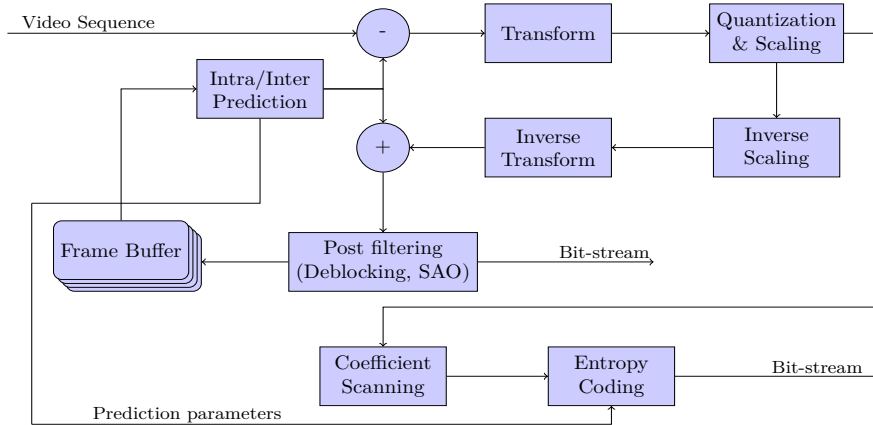 Video Sequence
-
Transform
Quantization
& Scaling
Intra/Inter
Prediction
+
Inverse
Transform
Inverse
Scaling
Frame Buffer
Post filtering
(Deblocking, SAO)
Bit-stream
Coefficient
Scanning
Entropy
Coding
Bit-stream
Prediction parameters